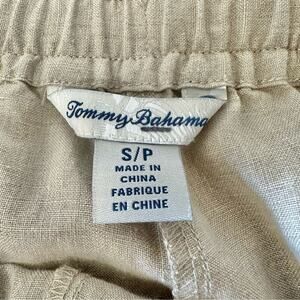 Tommy Bahama
S/P
MADE IN
CHINA
FABRIQUE
EN CHINE